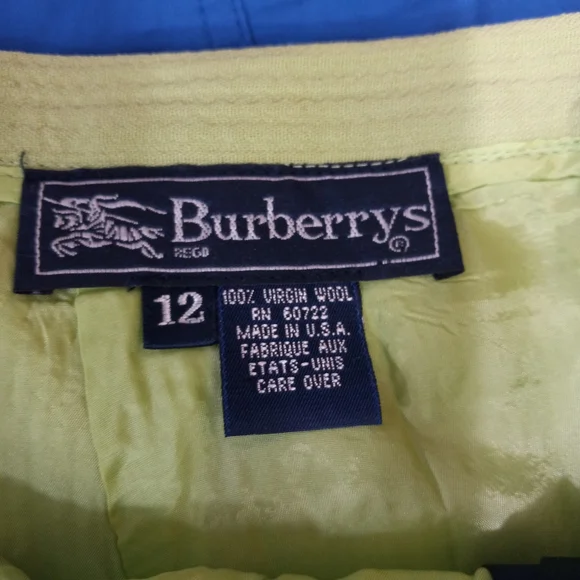 Burberrys
REGD
®
12
100% VIRGIN WOOL
RN 60722
MADE IN U.S.A.
FABRIQUE AUX
ETATS-UNIS
CARE OVER